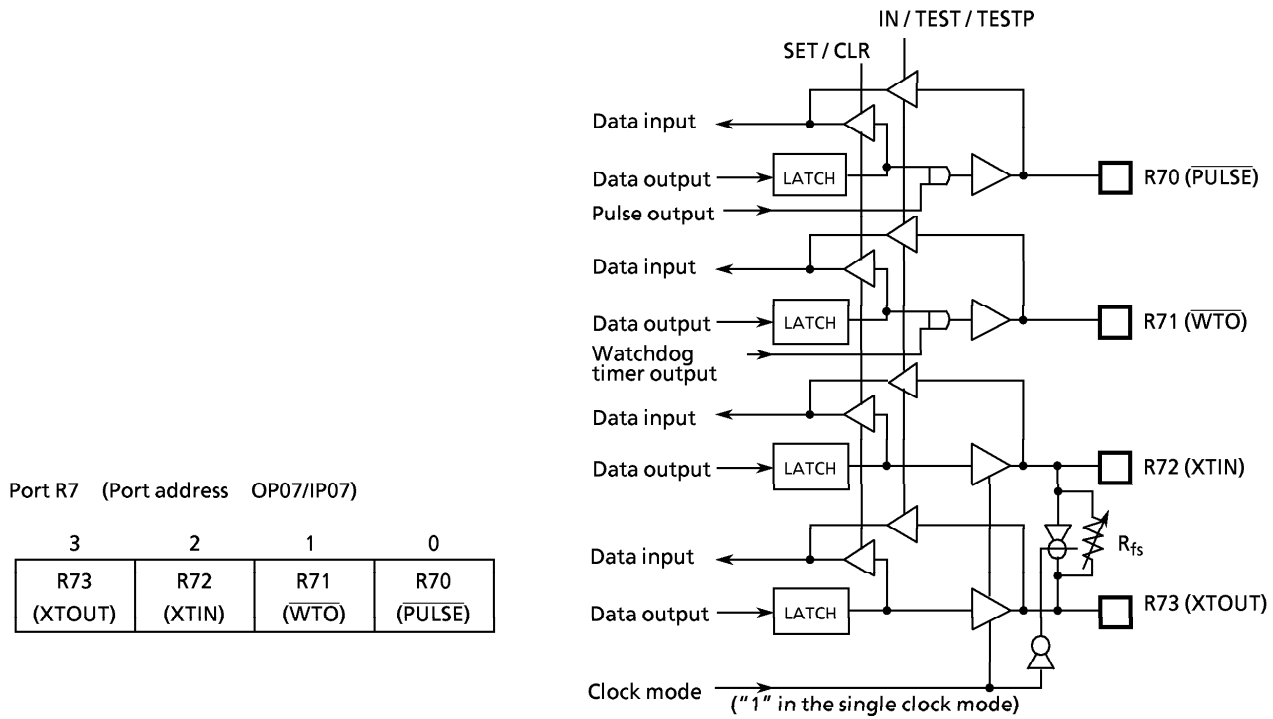 IN / TEST / TESTP
SET / CLR
Data input
Data output
LATCH
R70 (PULSE)
Pulse output
Data input
Data output
LATCH
R71 (WTO)
Watchdog
timer output
Data input
Data output
LATCH
R72 (XTIN)
Rfs
Data input
Data output
LATCH
R73 (XTOUT)
Clock mode
("1" in the single clock mode)
Port R7 (Port address OP07/IP07)
3 2 1 0
R73 R72 R71 R70
(XTOUT) (XTIN) (WTO) (PULSE)